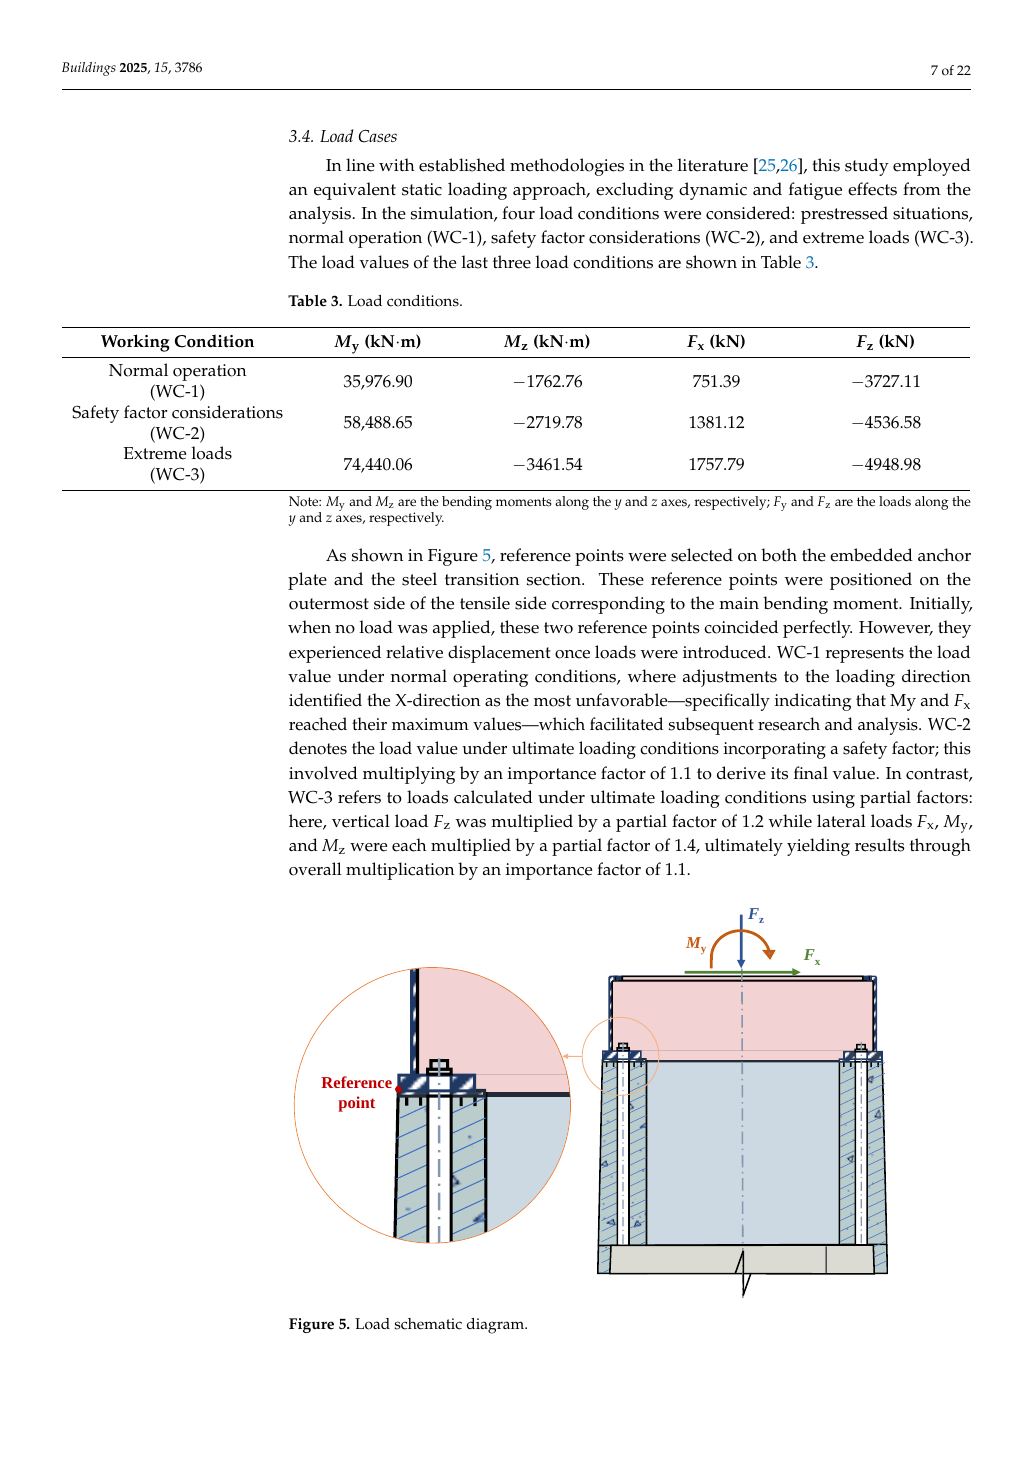 Buildings 2025, 15, 3786
7 of 22
3.4. Load Cases
In line with established methodologies in the literature [25,26], this study employed
an equivalent static loading approach, excluding dynamic and fatigue effects from the
analysis. In the simulation, four load conditions were considered: prestressed situations,
normal operation (WC-1), safety factor considerations (WC-2), and extreme loads (WC-3).
The load values of the last three load conditions are shown in Table 3.
Table 3. Load conditions.
Working Condition My (kN·m) Mz (kN·m) Fx (kN) Fz (kN)
Normal operation
(WC-1) 35,976.90 −1762.76 751.39 −3727.11
Safety factor considerations
(WC-2) 58,488.65 −2719.78 1381.12 −4536.58
Extreme loads
(WC-3) 74,440.06 −3461.54 1757.79 −4948.98
Note: My and Mz are the bending moments along the y and z axes, respectively; Fy and Fz are the loads along the
y and z axes, respectively.
As shown in Figure 5, reference points were selected on both the embedded anchor
plate and the steel transition section. These reference points were positioned on the
outermost side of the tensile side corresponding to the main bending moment. Initially,
when no load was applied, these two reference points coincided perfectly. However, they
experienced relative displacement once loads were introduced. WC-1 represents the load
value under normal operating conditions, where adjustments to the loading direction
identified the X-direction as the most unfavorable—specifically indicating that My and Fx
reached their maximum values—which facilitated subsequent research and analysis. WC-2
denotes the load value under ultimate loading conditions incorporating a safety factor; this
involved multiplying by an importance factor of 1.1 to derive its final value. In contrast,
WC-3 refers to loads calculated under ultimate loading conditions using partial factors:
here, vertical load Fz was multiplied by a partial factor of 1.2 while lateral loads Fx, My,
and Mz were each multiplied by a partial factor of 1.4, ultimately yielding results through
overall multiplication by an importance factor of 1.1.
Fz
My
Fx
Reference
point
Figure 5. Load schematic diagram.